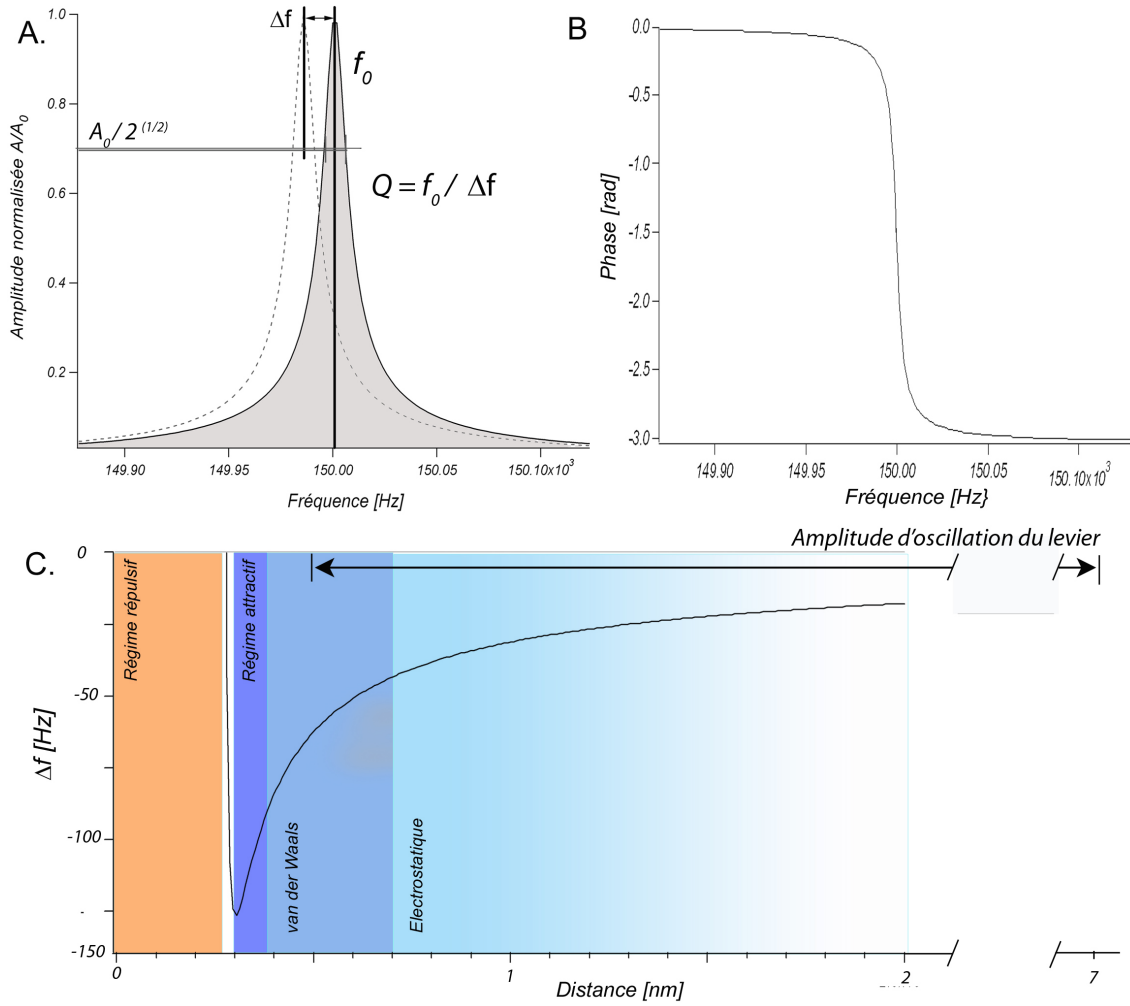 A.
Δf
f0
A0 / 2 (1/2)
Q = f0 / Δf
Amplitude normalisée A/A0
1.0
0.8
0.6
0.4
0.2
149.90
149.95
150.00
150.05
150.10x10³
Fréquence [Hz]
B
Phase [rad]
0.0
-0.5
-1.0
-1.5
-2.0
-2.5
-3.0
149.90
149.95
150.00
150.05
150.10x10³
Fréquence [Hz}
C.
Amplitude d'oscillation du levier
Régime répulsif
Régime attractif
van der Waals
Electrostatique
Δf [Hz]
0
-50
-100
-
-150
0
1
2
7
Distance [nm]